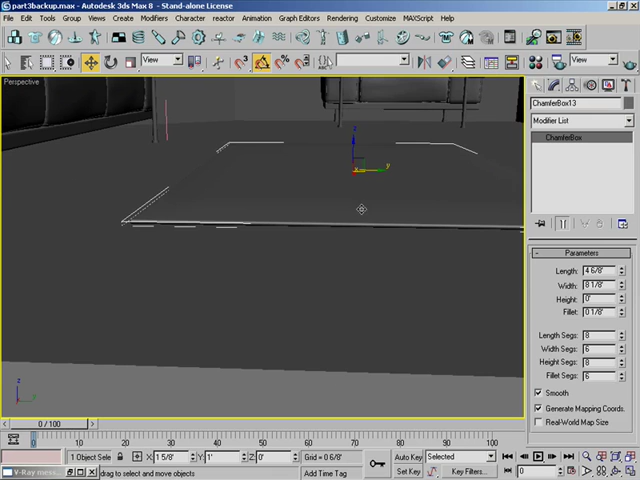 part3backup.max - Autodesk 3ds Max 8 - Stand-alone License
File Edit Tools Group Views Create Modifiers Character reactor Animation Graph Editors Rendering Customize MAXScript Help
View View
Perspective
z
y
x
ChamferBox13
Modifier List
ChamferBox
- Parameters
Length: 4 6/8'
Width: 8 1/8'
Height: 0'
Fillet: 0 1/8'
Length Segs: 8
Width Segs: 6
Height Segs: 8
Fillet Segs: 6
Smooth
Generate Mapping Coords.
Real-World Map Size
z
0 / 100
0 10 20 30 40 50 60 70 80 90 100
1 Object Sele X: 1 5/8' Y: 1' Z: 0' Grid = 0 6/8' Auto Key Selected
V-Ray mess... drag to select and move objects Add Time Tag Set Key Key Filters... 0